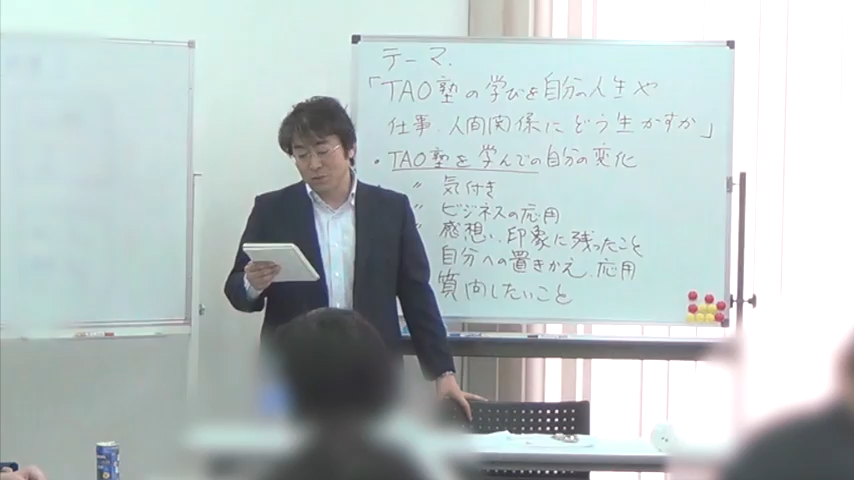 テーマ.
「TAO塾の学びを自分の人生や
仕事、人間関係にどう生かすか」
・TAO塾を学んでの自分の変化
〃 気付き
〃 ビジネスの応用
〃 感想、印象に残ったこと
自分への置きかえ、応用
質問したいこと